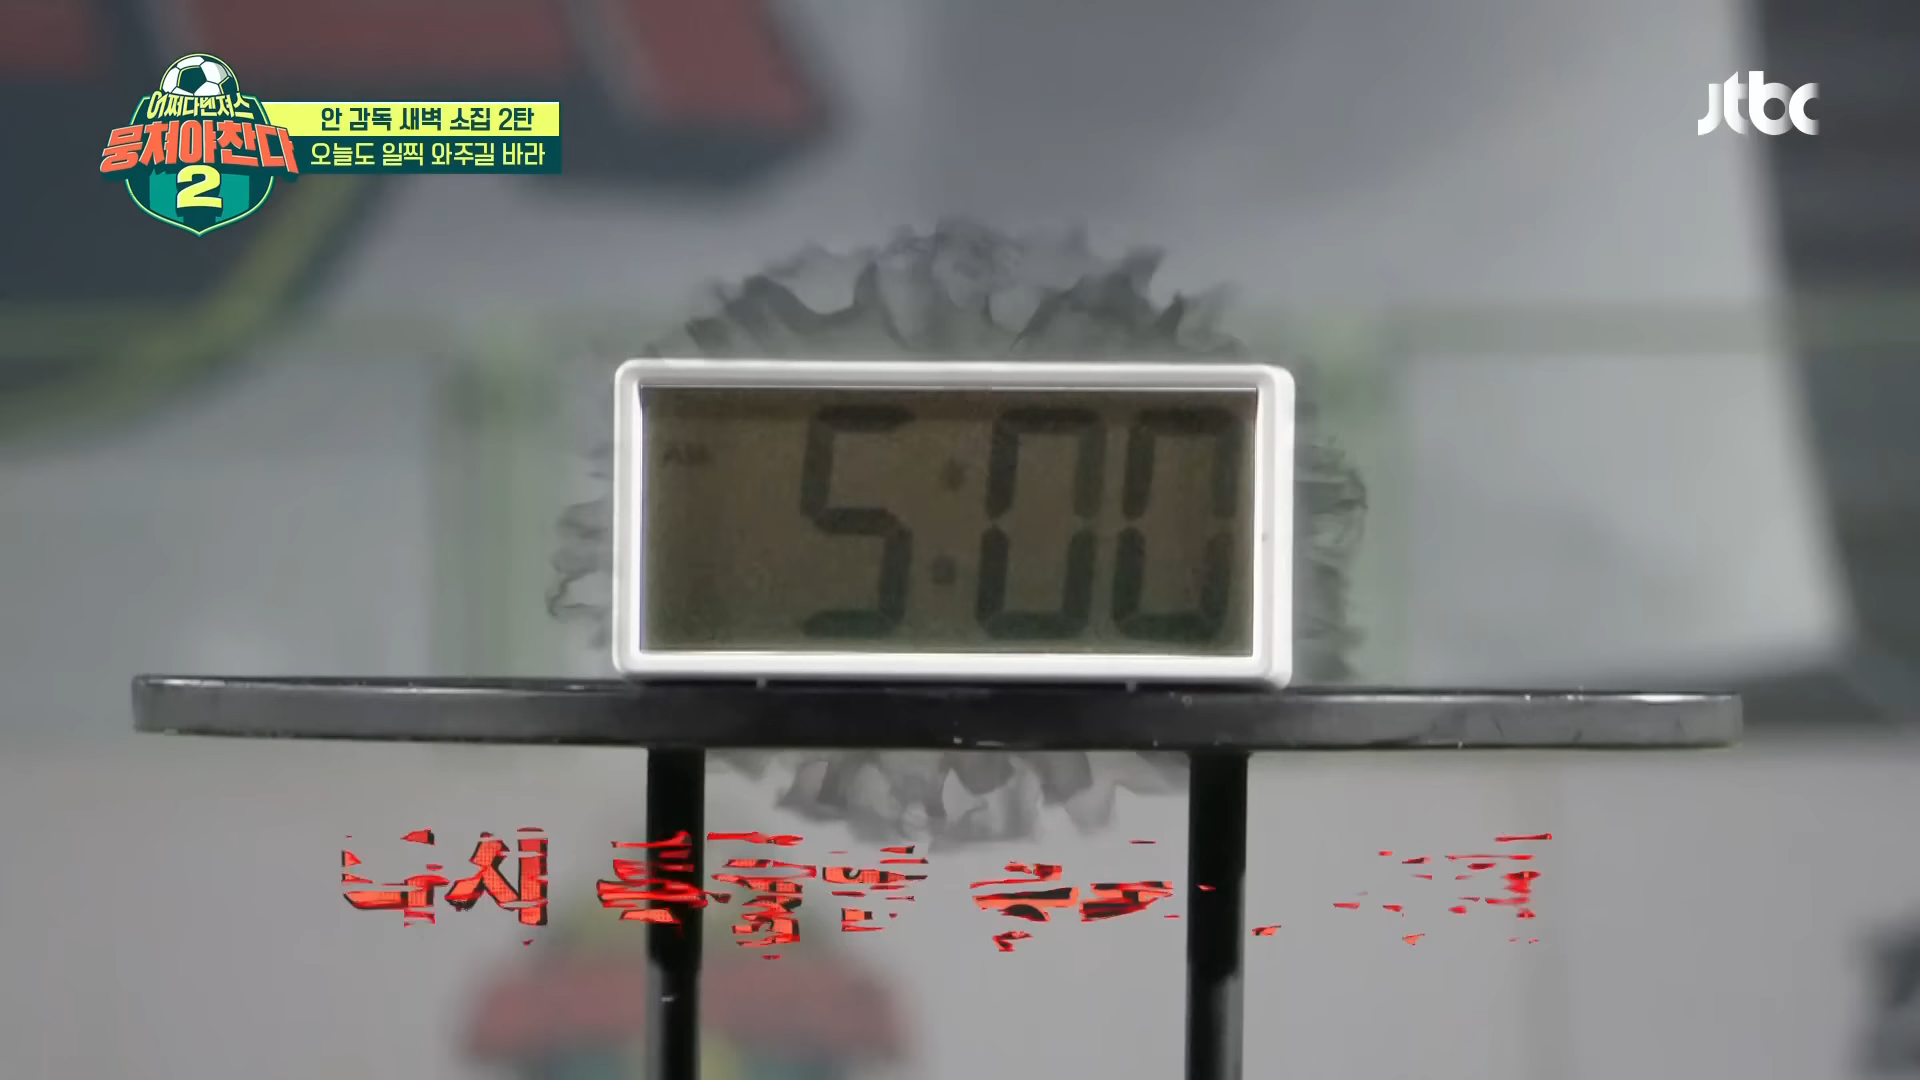 어쩌다벤져스
뭉쳐야찬다
2
안 감독 새벽 소집 2탄
오늘도 일찍 와주길 바라
jtbc
AM 5:00